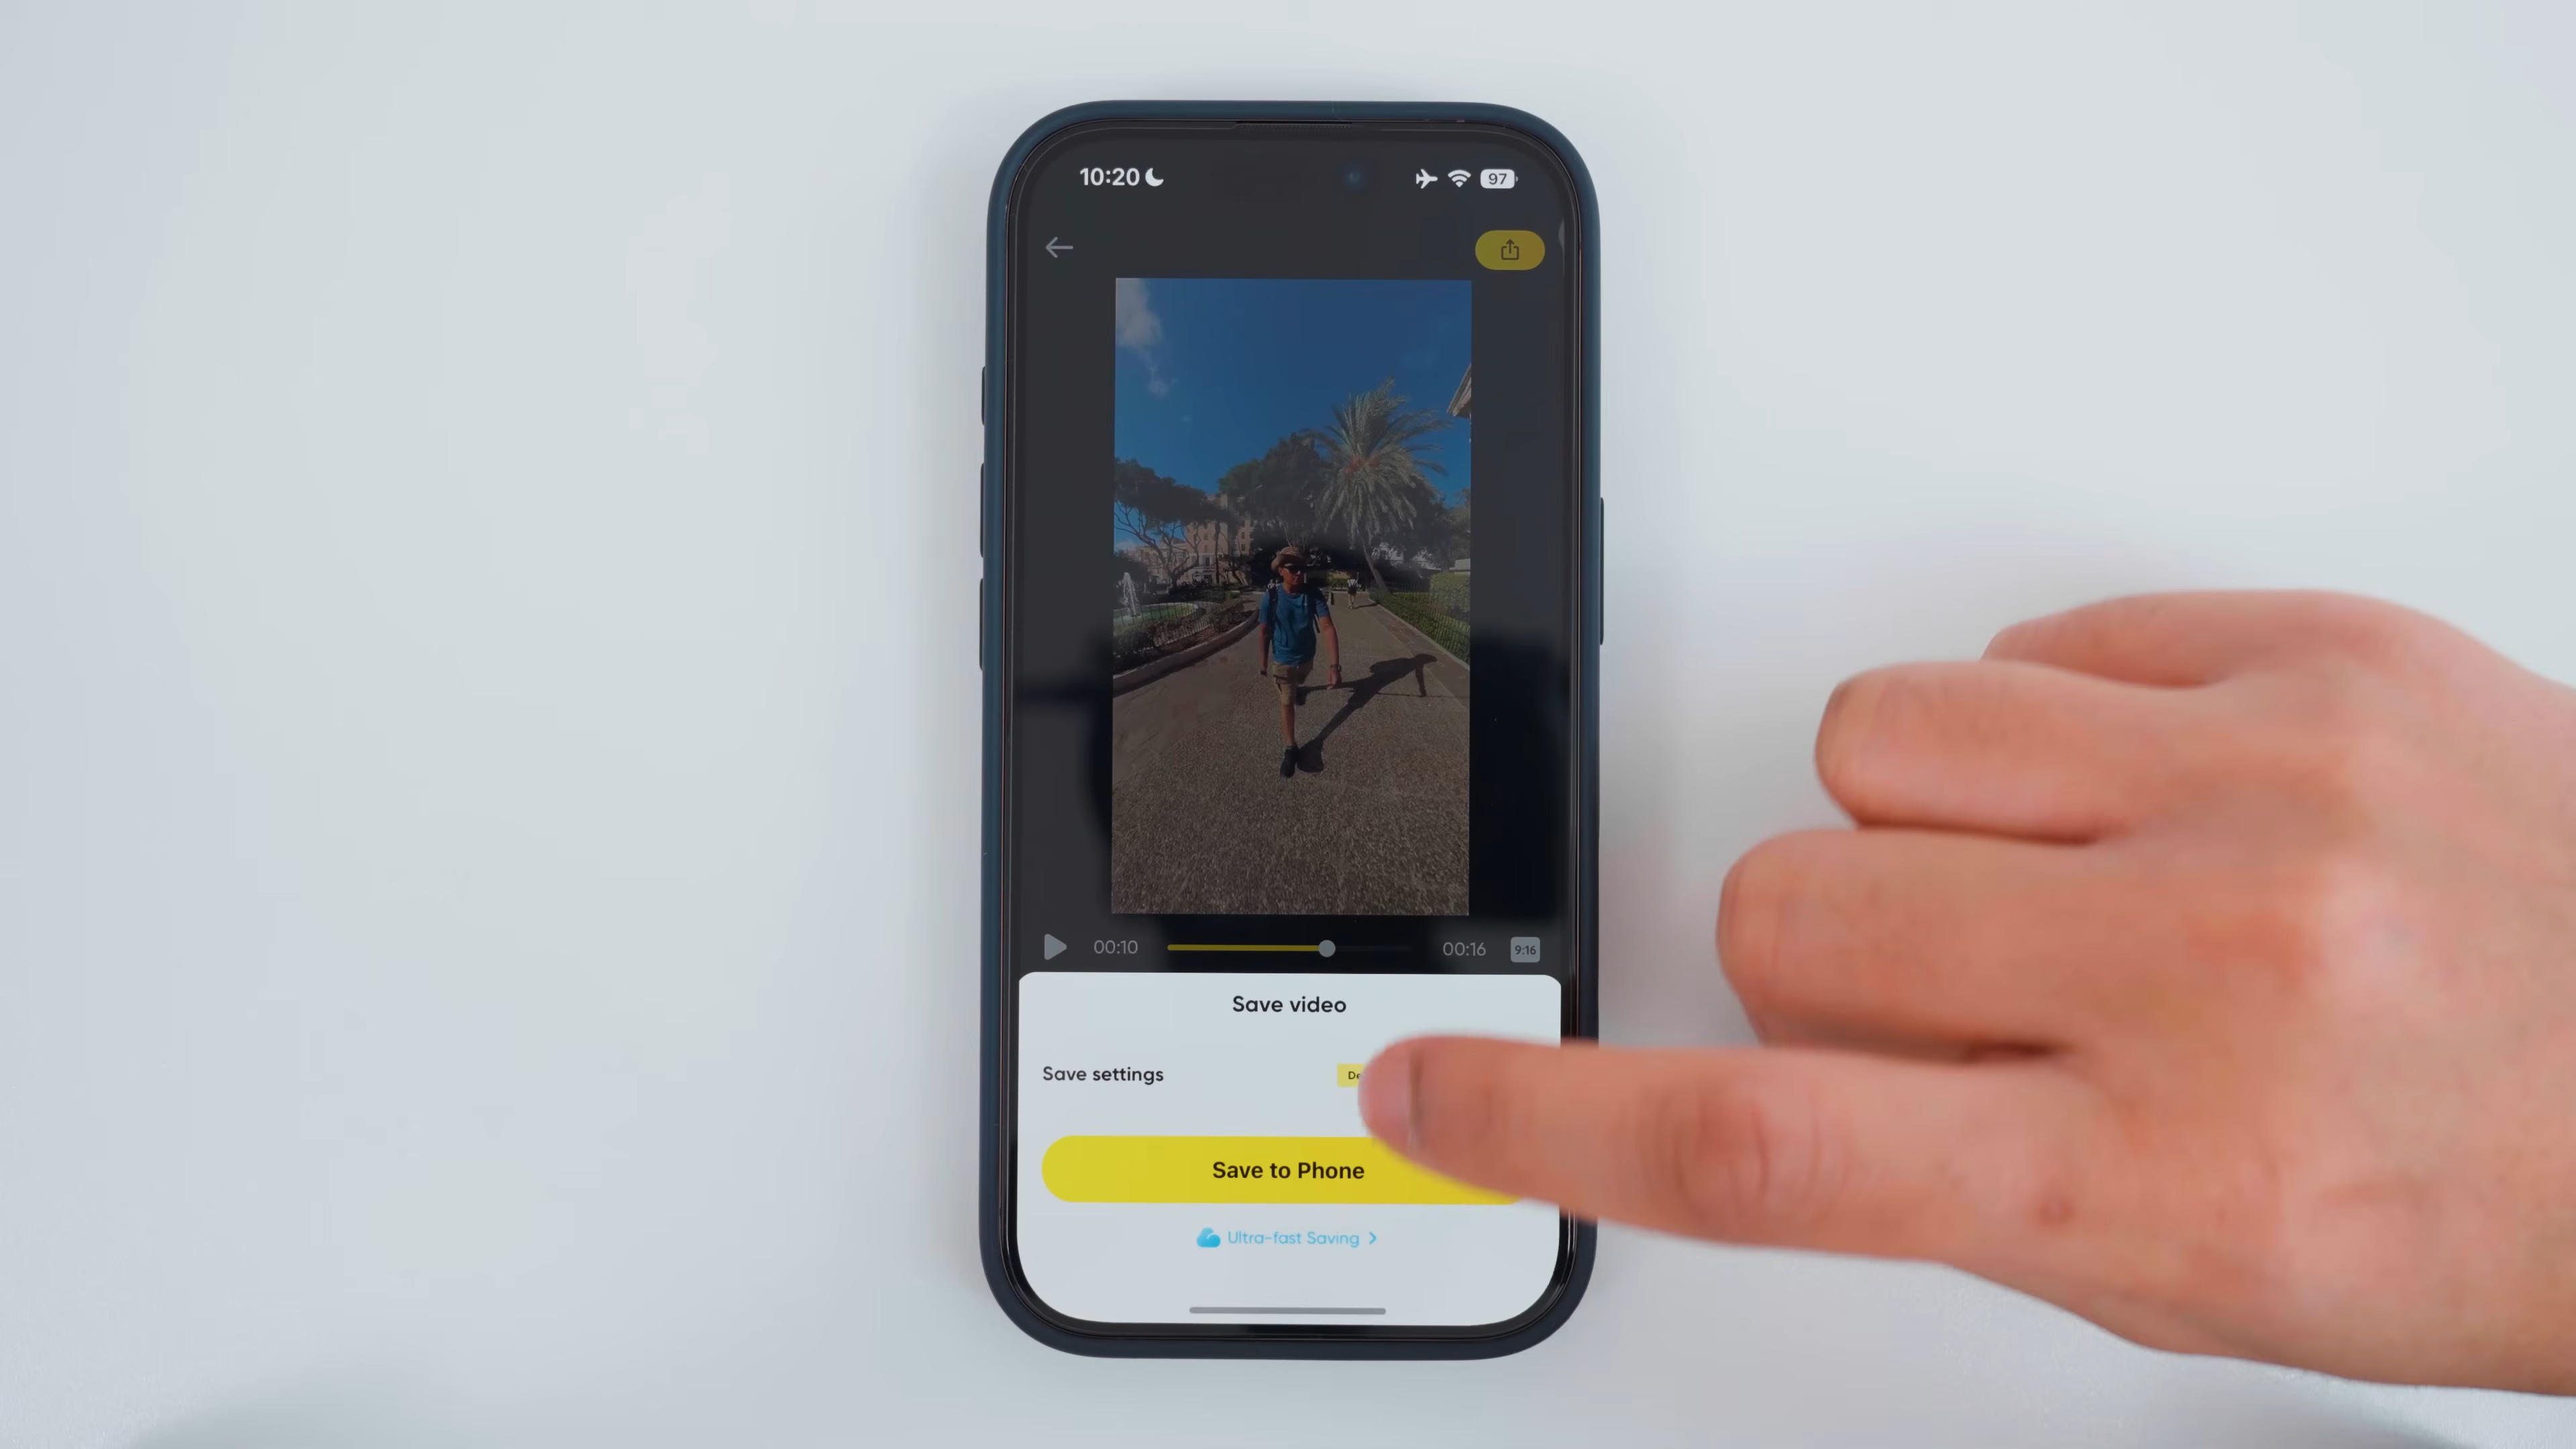 10:20
97
00:10
00:16
9:16
Save video
Save settings
Save to Phone
Ultra-fast Saving